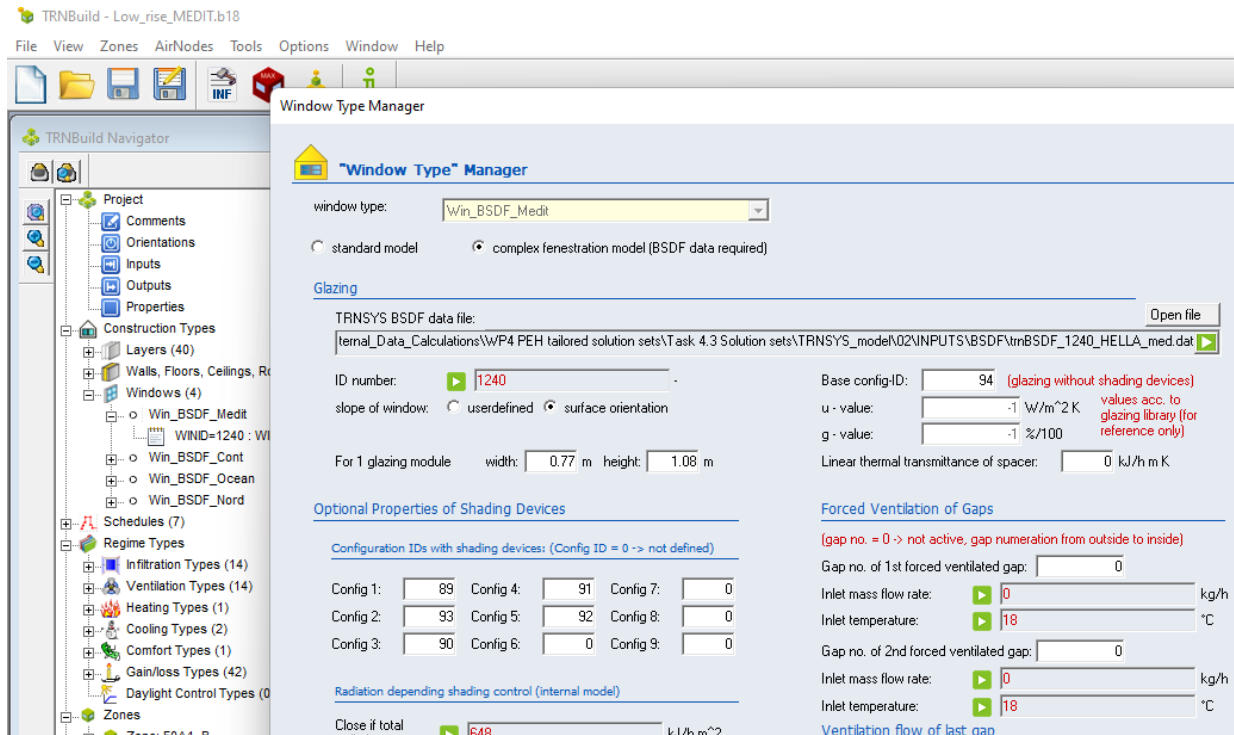 TRNBuild - Low_rise_MEDIT.b18
File View Zones AirNodes Tools Options Window Help
INF MAX
Window Type Manager
TRNBuild Navigator
"Window Type" Manager
Project
Comments
Orientations
Inputs
Outputs
Properties
Construction Types
Layers (40)
Walls, Floors, Ceilings, Ro
Windows (4)
Win_BSDF_Medit
WINID=1240 : WI
Win_BSDF_Cont
Win_BSDF_Ocean
Win_BSDF_Nord
Schedules (7)
Regime Types
Infiltration Types (14)
Ventilation Types (14)
Heating Types (1)
Cooling Types (2)
Comfort Types (1)
Gain/loss Types (42)
Daylight Control Types (0
Zones
window type: Win_BSDF_Medit
standard model complex fenestration model (BSDF data required)
Glazing
TRNSYS BSDF data file: Open file
ternal_Data_Calculations\WP4 PEH tailored solution sets\Task 4.3 Solution sets\TRNSYS_model\02\INPUTS\BSDF\trnBSDF_1240_HELLA_med.dat
ID number: 1240 -
slope of window: userdefined surface orientation
For 1 glazing module width: 0.77 m height: 1.08 m
Base config-ID: 94 (glazing without shading devices)
u - value: -1 W/m^2 K
g - value: -1 %/100
values acc. to
glazing library (for
reference only)
Linear thermal transmittance of spacer: 0 kJ/h m K
Optional Properties of Shading Devices
Configuration IDs with shading devices: (Config ID = 0 -> not defined)
Config 1: 89 Config 4: 91 Config 7: 0
Config 2: 93 Config 5: 92 Config 8: 0
Config 3: 90 Config 6: 0 Config 9: 0
Radiation depending shading control (internal model)
Close if total 648 kJ/h m^2
Forced Ventilation of Gaps
(gap no. = 0 -> not active, gap numeration from outside to inside)
Gap no. of 1st forced ventilated gap: 0
Inlet mass flow rate: 0 kg/h
Inlet temperature: 18 °C
Gap no. of 2nd forced ventilated gap: 0
Inlet mass flow rate: 0 kg/h
Inlet temperature: 18 °C
Ventilation flow of last gap